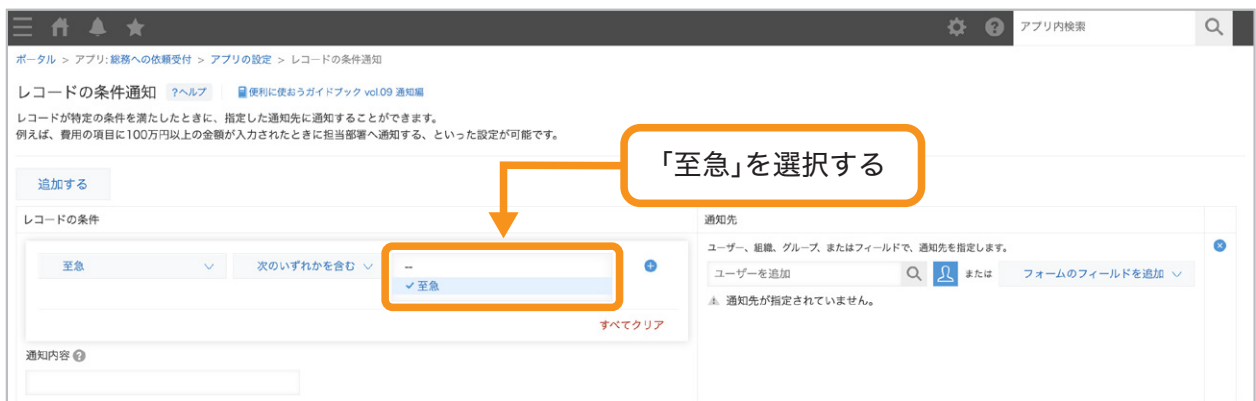 アプリ内検索
ポータル > アプリ: 総務への依頼受付 > アプリの設定 > レコードの条件通知
レコードの条件通知 ?ヘルプ 便利に使おうガイドブック vol.09 通知編
レコードが特定の条件を満たしたときに、指定した通知先に通知することができます。
例えば、費用の項目に100万円以上の金額が入力されたときに担当部署へ通知する、といった設定が可能です。
「至急」を選択する
追加する
レコードの条件
通知先
ユーザー、組織、グループ、またはフィールドで、通知先を指定します。
至急 次のいずれかを含む --
✓至急
ユーザーを追加 または フォームのフィールドを追加
通知先が指定されていません。
すべてクリア
通知内容 ?